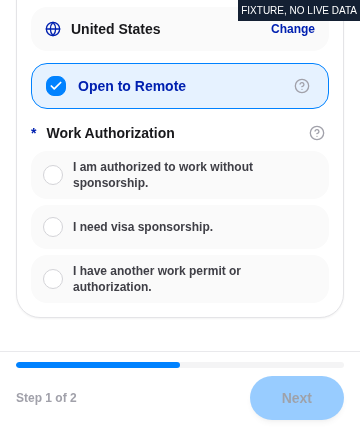 FIXTURE, NO LIVE DATA
United States
Change
Open to Remote
* Work Authorization
I am authorized to work without
sponsorship.
I need visa sponsorship.
I have another work permit or
authorization.
Step 1 of 2
Next